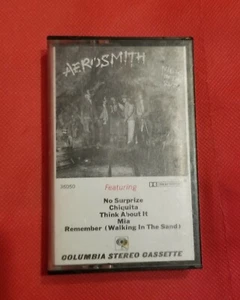 AEROSMITH
Featuring
No Surprize
Chiquita
Think About It
Mia
Remember (Walking In The Sand)
COLUMBIA STEREO CASSETTE